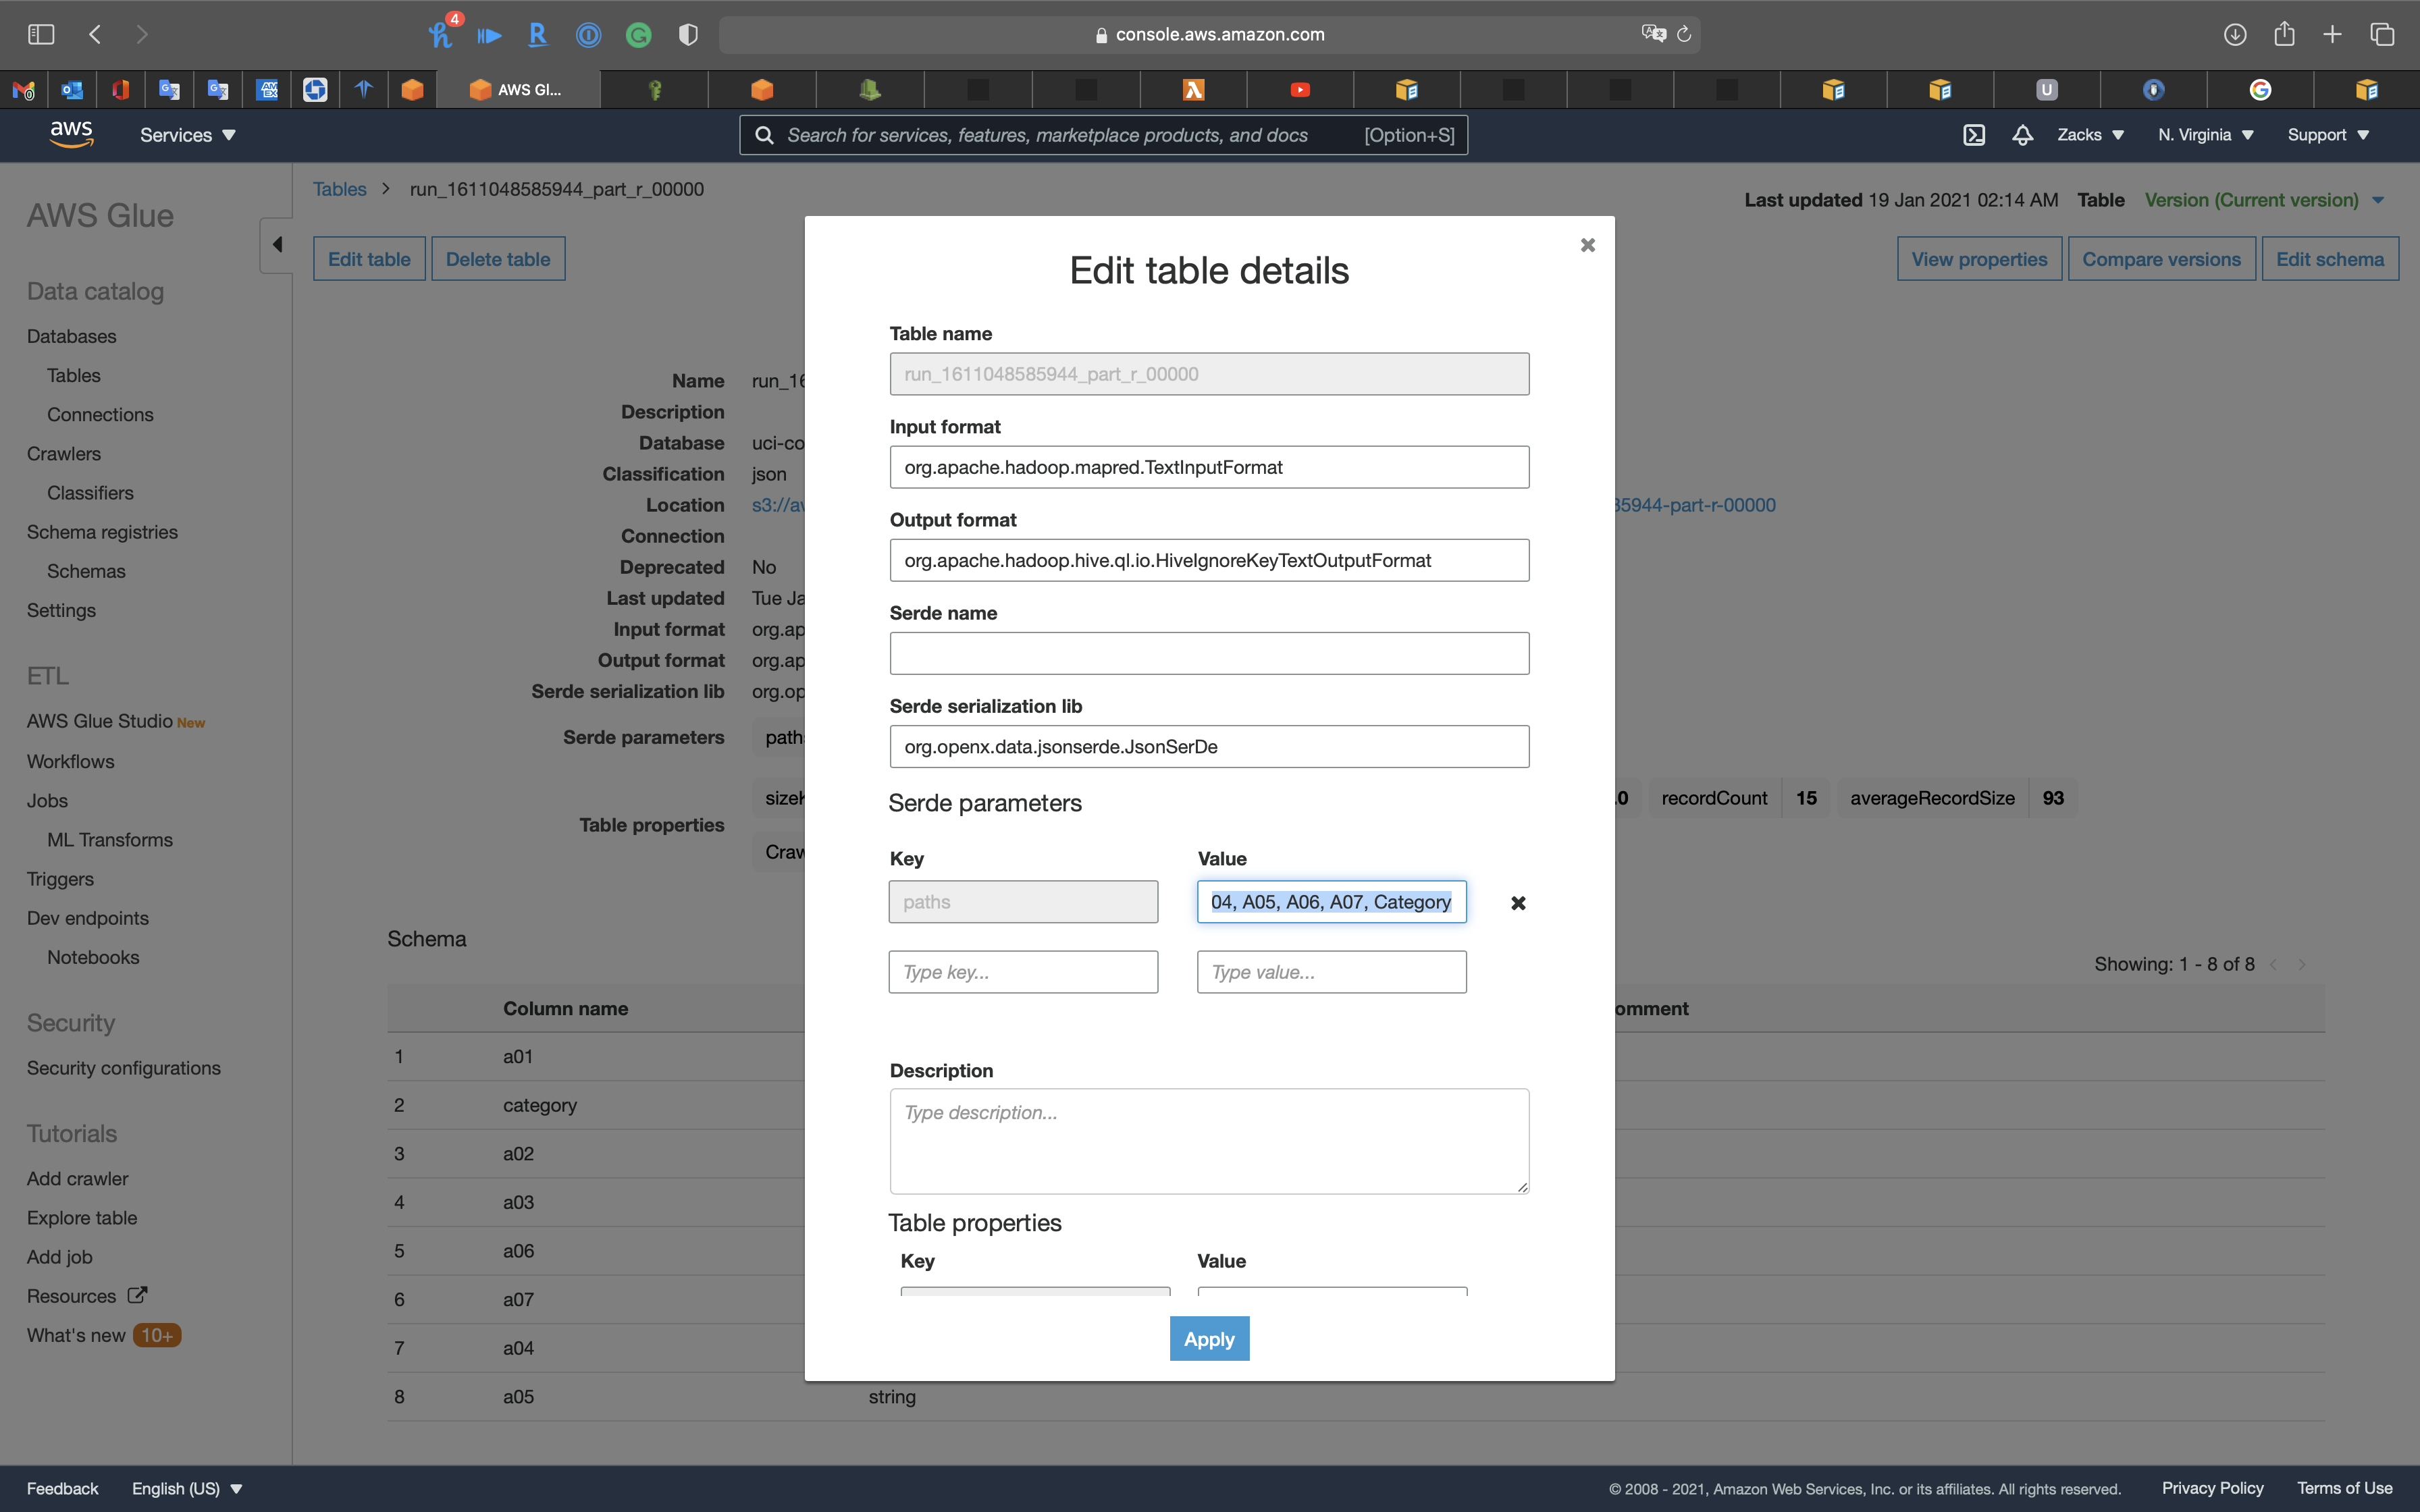 4
console.aws.amazon.com
AWS Gl...
aws
Services
Search for services, features, marketplace products, and docs [Option+S]
Zacks
N. Virginia
Support
AWS Glue
Data catalog
Databases
Tables
Connections
Crawlers
Classifiers
Schema registries
Schemas
Settings
ETL
AWS Glue Studio New
Workflows
Jobs
ML Transforms
Triggers
Dev endpoints
Notebooks
Security
Security configurations
Tutorials
Add crawler
Explore table
Add job
Resources
What's new 10+
Tables > run_1611048585944_part_r_00000
Last updated 19 Jan 2021 02:14 AM Table Version (Current version)
Edit table
Delete table
View properties
Compare versions
Edit schema
Name run_16
Description
Database uci-co
Classification json
Location s3://av
85944-part-r-00000
Connection
Deprecated No
Last updated Tue Ja
Input format org.ap
Output format org.ap
Serde serialization lib org.op
Serde parameters path
Table properties
sizeK
.0 recordCount 15 averageRecordSize 93
Craw
Schema
Showing: 1 - 8 of 8
Column name
omment
1 a01
2 category
3 a02
4 a03
5 a06
6 a07
7 a04
8 a05 string
Edit table details
Table name
run_1611048585944_part_r_00000
Input format
org.apache.hadoop.mapred.TextInputFormat
Output format
org.apache.hadoop.hive.ql.io.HiveIgnoreKeyTextOutputFormat
Serde name
Serde serialization lib
org.openx.data.jsonserde.JsonSerDe
Serde parameters
Key Value
paths 04, A05, A06, A07, Category
Type key... Type value...
Description
Type description...
Table properties
Key Value
Apply
Feedback
English (US)
© 2008 - 2021, Amazon Web Services, Inc. or its affiliates. All rights reserved.
Privacy Policy
Terms of Use